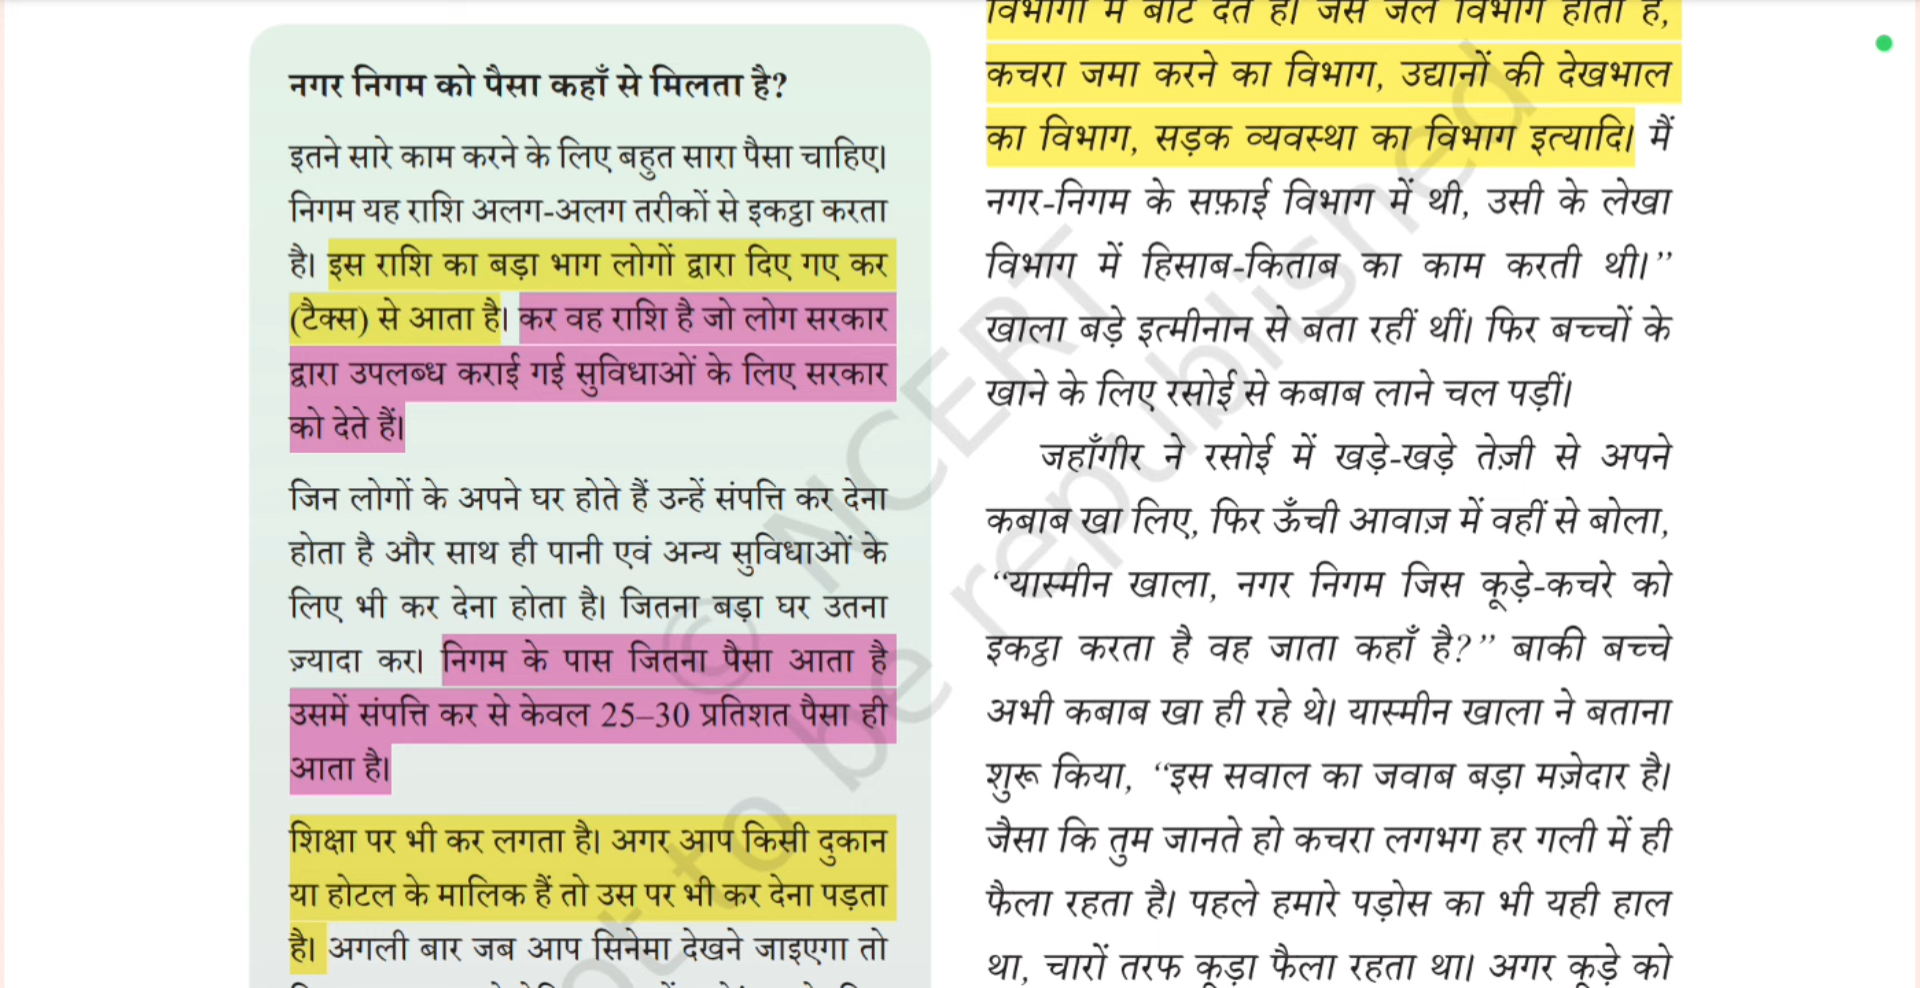 नगर निगम को पैसा कहाँ से मिलता है?
इतने सारे काम करने के लिए बहुत सारा पैसा चाहिए।
निगम यह राशि अलग-अलग तरीकों से इकट्ठा करता
है। इस राशि का बड़ा भाग लोगों द्वारा दिए गए कर
(टैक्स) से आता है। कर वह राशि है जो लोग सरकार
द्वारा उपलब्ध कराई गई सुविधाओं के लिए सरकार
को देते हैं।
जिन लोगों के अपने घर होते हैं उन्हें संपत्ति कर देना
होता है और साथ ही पानी एवं अन्य सुविधाओं के
लिए भी कर देना होता है। जितना बड़ा घर उतना
ज़्यादा कर। निगम के पास जितना पैसा आता है
उसमें संपत्ति कर से केवल 25–30 प्रतिशत पैसा ही
आता है।
शिक्षा पर भी कर लगता है। अगर आप किसी दुकान
या होटल के मालिक हैं तो उस पर भी कर देना पड़ता
है। अगली बार जब आप सिनेमा देखने जाइएगा तो
विभागों में बाँट देते हैं। जैसे जल विभाग होता है,
कचरा जमा करने का विभाग, उद्यानों की देखभाल
का विभाग, सड़क व्यवस्था का विभाग इत्यादि। मैं
नगर-निगम के सफ़ाई विभाग में थी, उसी के लेखा
विभाग में हिसाब-किताब का काम करती थी।”
खाला बड़े इत्मीनान से बता रहीं थीं। फिर बच्चों के
खाने के लिए रसोई से कबाब लाने चल पड़ीं।
जहाँगीर ने रसोई में खड़े-खड़े तेज़ी से अपने
कबाब खा लिए, फिर ऊँची आवाज़ में वहीं से बोला,
“यास्मीन खाला, नगर निगम जिस कूड़े-कचरे को
इकट्ठा करता है वह जाता कहाँ है?” बाकी बच्चे
अभी कबाब खा ही रहे थे। यास्मीन खाला ने बताना
शुरू किया, “इस सवाल का जवाब बड़ा मज़ेदार है।
जैसा कि तुम जानते हो कचरा लगभग हर गली में ही
फैला रहता है। पहले हमारे पड़ोस का भी यही हाल
था, चारों तरफ कूड़ा फैला रहता था। अगर कूड़े को
© NCERT
not to be republished